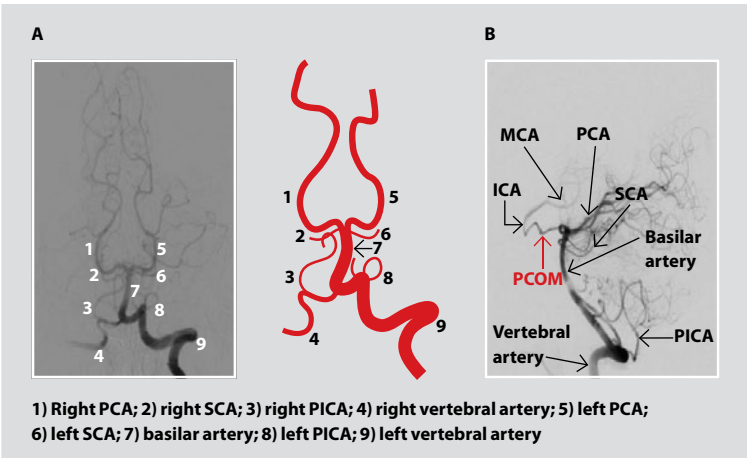 A
B
1
2
3
4
5
6
7
8
9
1
2
3
4
5
6
7
8
9
MCA
PCA
ICA
SCA
Basilar
artery
PCOM
Vertebral
artery
PICA
1) Right PCA; 2) right SCA; 3) right PICA; 4) right vertebral artery; 5) left PCA;
6) left SCA; 7) basilar artery; 8) left PICA; 9) left vertebral artery